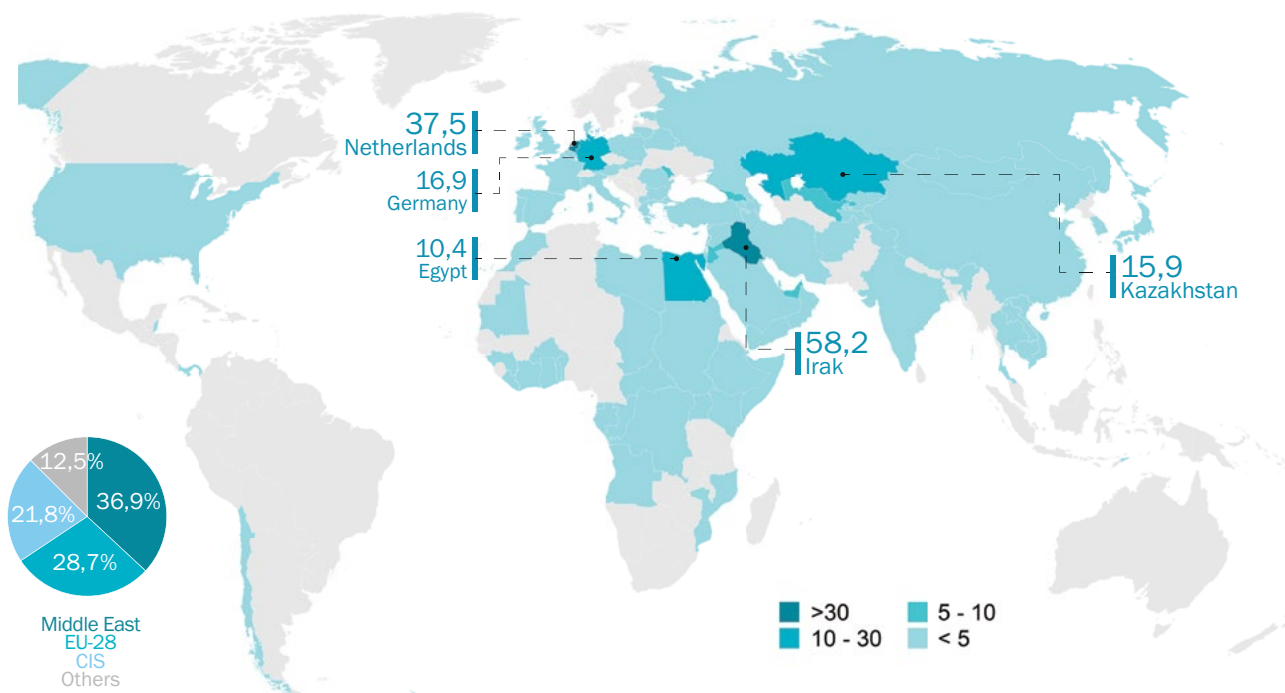 37,5
Netherlands
16,9
Germany
10,4
Egypt
15,9
Kazakhstan
58,2
Irak
12,5%
36,9%
21,8%
28,7%
Middle East
EU-28
CIS
Others
>30
5 - 10
10 - 30
< 5